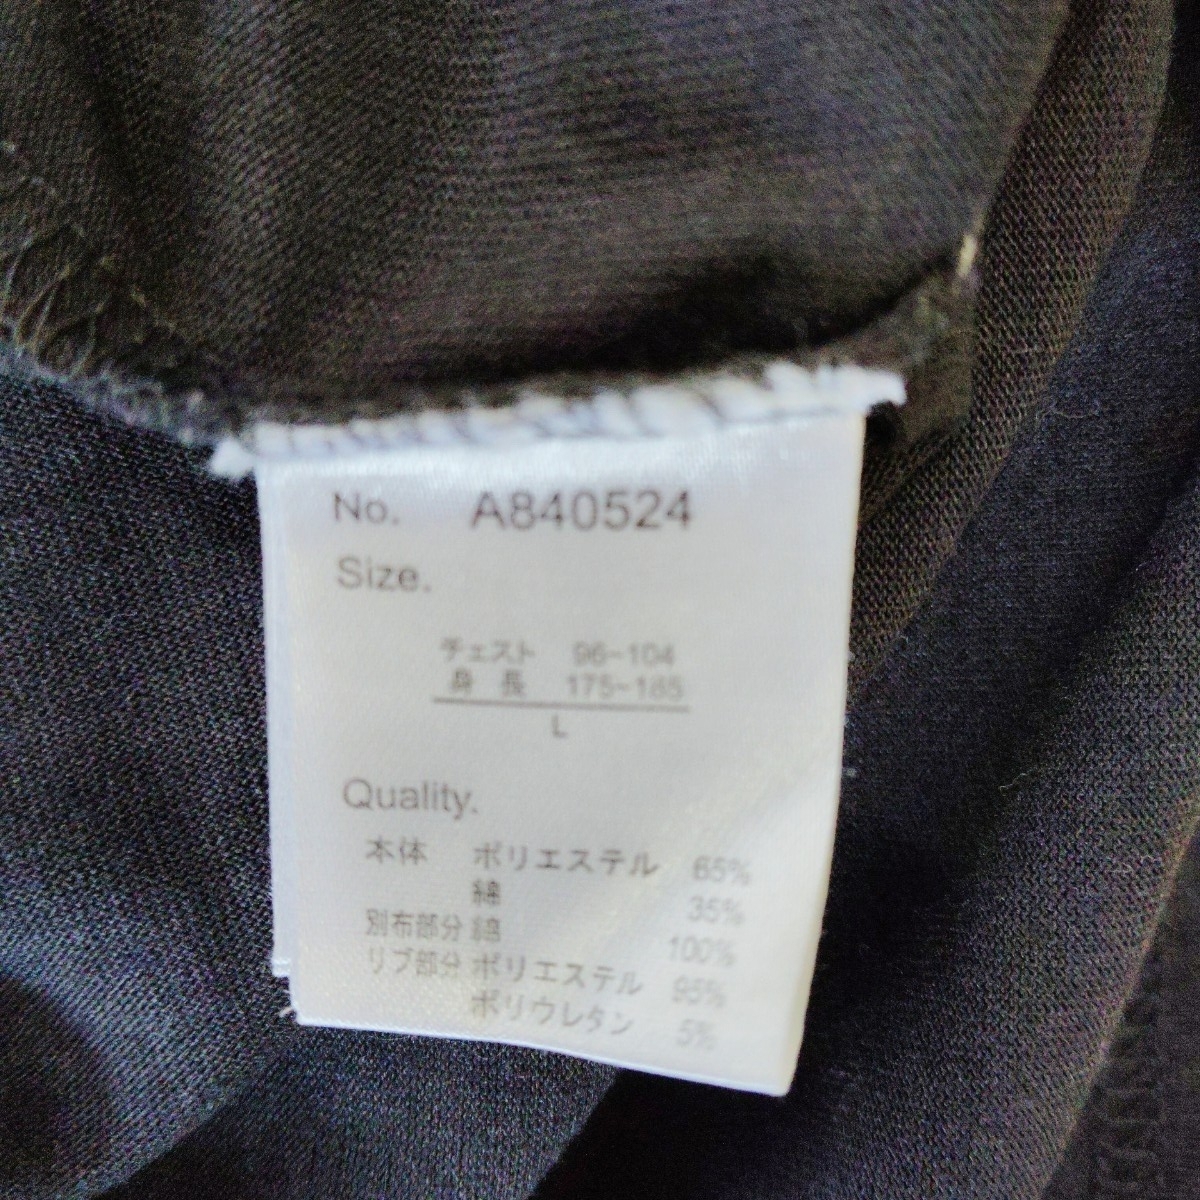 No. A840524
Size.
チェスト 96-104
身長 175-185
L
Quality.
本体 ポリエステル 65%
綿 35%
別布部分 綿 100%
リブ部分 ポリエステル 95%
ポリウレタン 5%